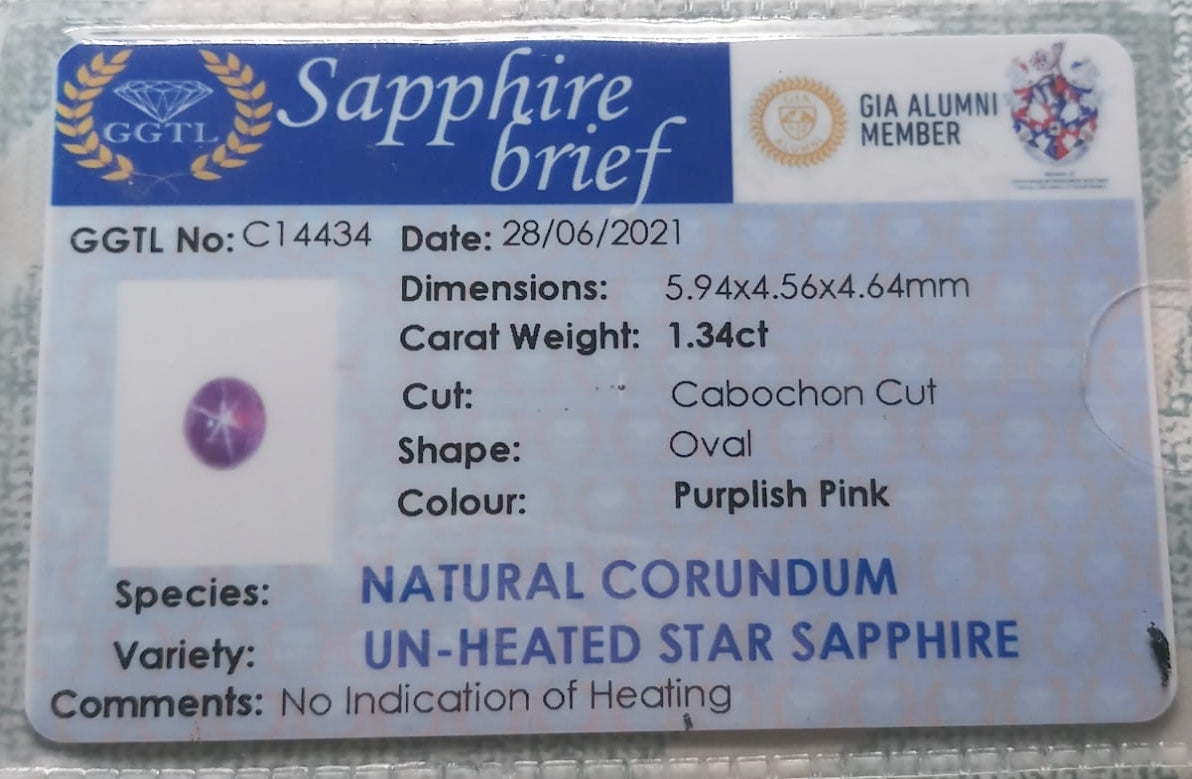 GGTL
Sapphire
brief
GIA
ALUMNI
GIA ALUMNI
MEMBER
GGTL No: C14434 Date: 28/06/2021
Dimensions: 5.94x4.56x4.64mm
Carat Weight: 1.34ct
Cut: Cabochon Cut
Shape: Oval
Colour: Purplish Pink
Species: NATURAL CORUNDUM
Variety: UN-HEATED STAR SAPPHIRE
Comments: No Indication of Heating